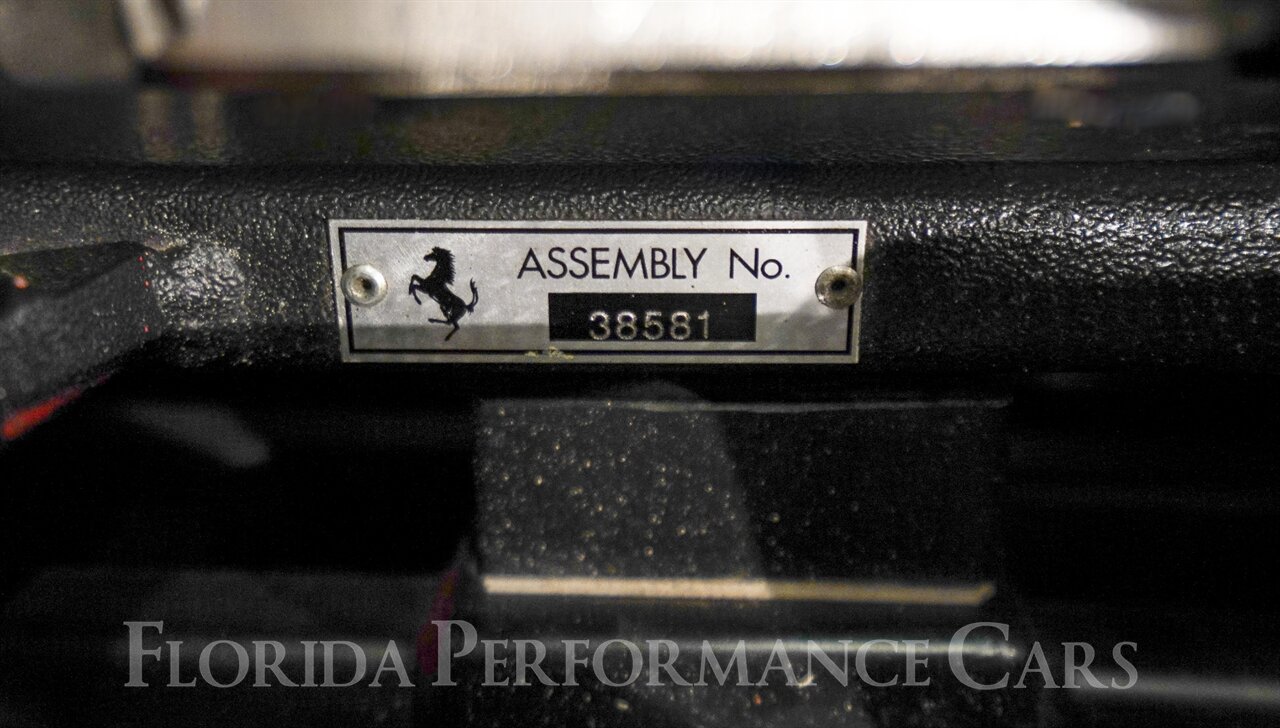 ASSEMBLY No.
38581
FLORIDA PERFORMANCE CARS